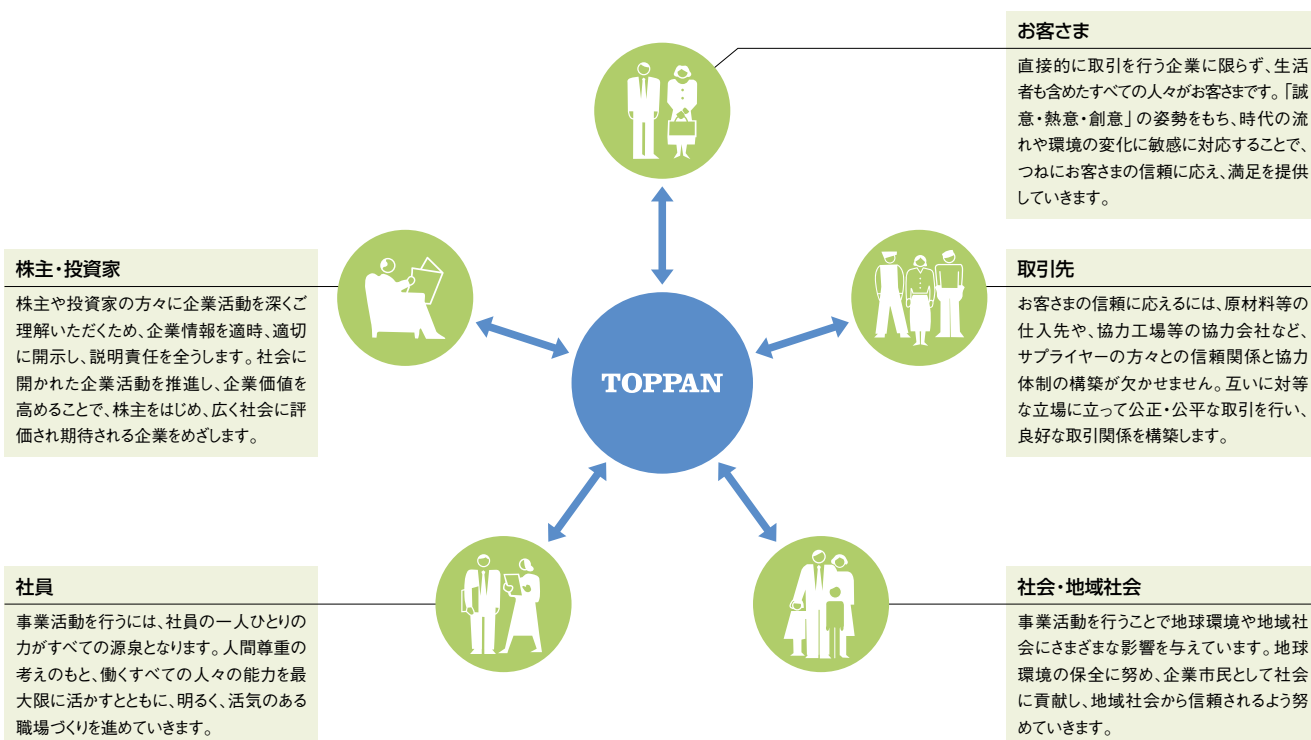 お客さま
直接的に取引を行う企業に限らず、生活
者も含めたすべての人々がお客さまです。「誠
意・熱意・創意」の姿勢をもち、時代の流
れや環境の変化に敏感に対応することで、
つねにお客さまの信頼に応え、満足を提供
していきます。
株主・投資家
株主や投資家の方々に企業活動を深くご
理解いただくため、企業情報を適時、適切
に開示し、説明責任を全うします。社会に
開かれた企業活動を推進し、企業価値を
高めることで、株主をはじめ、広く社会に評
価され期待される企業をめざします。
取引先
お客さまの信頼に応えるには、原材料等の
仕入先や、協力工場等の協力会社など、
サプライヤーの方々との信頼関係と協力
体制の構築が欠かせません。互いに対等
な立場に立って公正・公平な取引を行い、
良好な取引関係を構築します。
TOPPAN
社員
事業活動を行うには、社員の一人ひとりの
力がすべての源泉となります。人間尊重の
考えのもと、働くすべての人々の能力を最
大限に活かすとともに、明るく、活気のある
職場づくりを進めていきます。
社会・地域社会
事業活動を行うことで地球環境や地域社
会にさまざまな影響を与えています。地球
環境の保全に努め、企業市民として社会
に貢献し、地域社会から信頼されるよう努
めていきます。